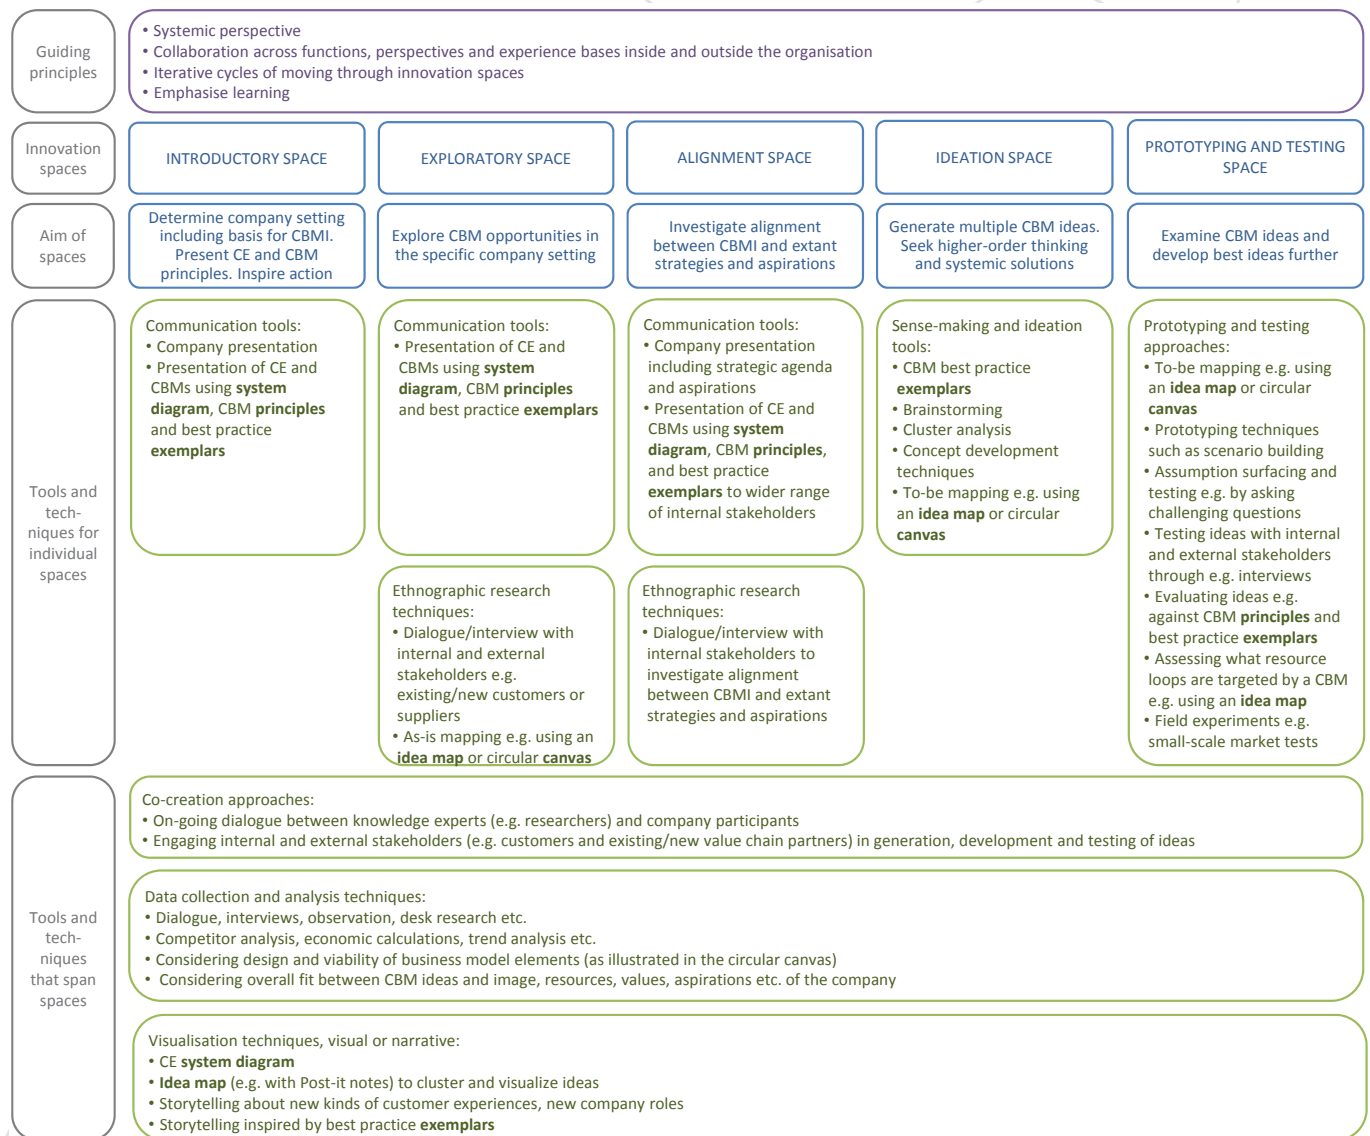 Guiding
principles
• Systemic perspective
• Collaboration across functions, perspectives and experience bases inside and outside the organisation
• Iterative cycles of moving through innovation spaces
• Emphasise learning
Innovation
spaces
INTRODUCTORY SPACE
EXPLORATORY SPACE
ALIGNMENT SPACE
IDEATION SPACE
PROTOTYPING AND TESTING
SPACE
Aim of
spaces
Determine company setting
including basis for CBMI.
Present CE and CBM
principles. Inspire action
Explore CBM opportunities in
the specific company setting
Investigate alignment
between CBMI and extant
strategies and aspirations
Generate multiple CBM ideas.
Seek higher-order thinking
and systemic solutions
Examine CBM ideas and
develop best ideas further
Tools and
tech-
niques for
individual
spaces
Communication tools:
• Company presentation
• Presentation of CE and
CBMs using system
diagram, CBM principles
and best practice
exemplars
Communication tools:
• Presentation of CE and
CBMs using system
diagram, CBM principles
and best practice exemplars
Ethnographic research
techniques:
• Dialogue/interview with
internal and external
stakeholders e.g.
existing/new customers or
suppliers
• As-is mapping e.g. using an
idea map or circular canvas
Communication tools:
• Company presentation
including strategic agenda
and aspirations
• Presentation of CE and
CBMs using system
diagram, CBM principles,
and best practice
exemplars to wider range
of internal stakeholders
Ethnographic research
techniques:
• Dialogue/interview with
internal stakeholders to
investigate alignment
between CBMI and extant
strategies and aspirations
Sense-making and ideation
tools:
• CBM best practice
exemplars
• Brainstorming
• Cluster analysis
• Concept development
techniques
• To-be mapping e.g. using
an idea map or circular
canvas
Prototyping and testing
approaches:
• To-be mapping e.g. using
an idea map or circular
canvas
• Prototyping techniques
such as scenario building
• Assumption surfacing and
testing e.g. by asking
challenging questions
• Testing ideas with internal
and external stakeholders
through e.g. interviews
• Evaluating ideas e.g.
against CBM principles and
best practice exemplars
• Assessing what resource
loops are targeted by a CBM
e.g. using an idea map
• Field experiments e.g.
small-scale market tests
Tools and
tech-
niques
that span
spaces
Co-creation approaches:
• On-going dialogue between knowledge experts (e.g. researchers) and company participants
• Engaging internal and external stakeholders (e.g. customers and existing/new value chain partners) in generation, development and testing of ideas
Data collection and analysis techniques:
• Dialogue, interviews, observation, desk research etc.
• Competitor analysis, economic calculations, trend analysis etc.
• Considering design and viability of business model elements (as illustrated in the circular canvas)
• Considering overall fit between CBM ideas and image, resources, values, aspirations etc. of the company
Visualisation techniques, visual or narrative:
• CE system diagram
• Idea map (e.g. with Post-it notes) to cluster and visualize ideas
• Storytelling about new kinds of customer experiences, new company roles
• Storytelling inspired by best practice exemplars